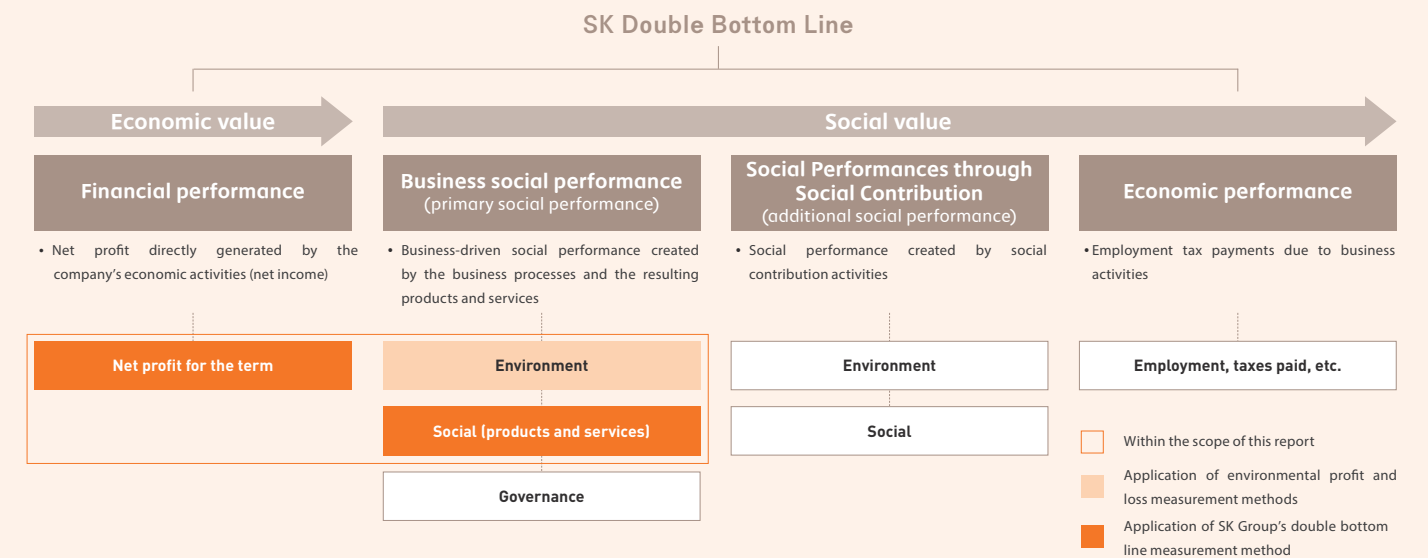 SK Double Bottom Line
Economic value
Social value
Financial performance
Business social performance
(primary social performance)
Social Performances through
Social Contribution
(additional social performance)
Economic performance
• Net profit directly generated by the
company's economic activities (net income)
• Business-driven social performance created
by the business processes and the resulting
products and services
• Social performance created by social
contribution activities
• Employment tax payments due to business
activities
Net profit for the term
Environment
Social (products and services)
Governance
Environment
Social
Employment, taxes paid, etc.
Within the scope of this report
Application of environmental profit and
loss measurement methods
Application of SK Group's double bottom
line measurement method